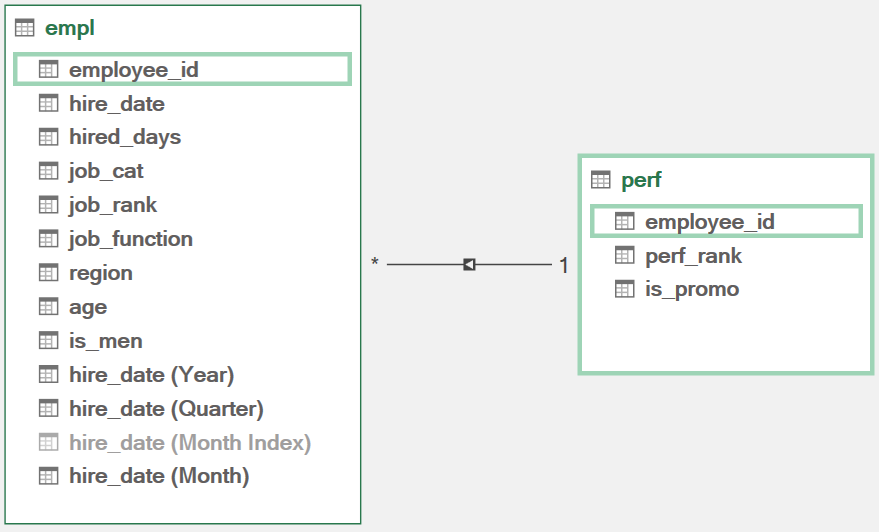 empl
employee_id
hire_date
hired_days
job_cat
job_rank
job_function
region
age
is_men
hire_date (Year)
hire_date (Quarter)
hire_date (Month Index)
hire_date (Month)
* 1
perf
employee_id
perf_rank
is_promo